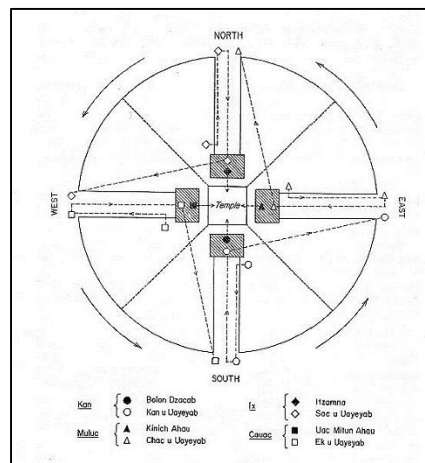 NORTH
WEST
Temple
EAST
SOUTH
Kan
Bolon Dzacab
Kan u Uayeyab
Muluc
Kinich Ahau
Chac u Uayeyab
Ix
Itzamna
Sac u Uayeyab
Cauac
Uac Mitun Ahau
Ek u Uayeyab